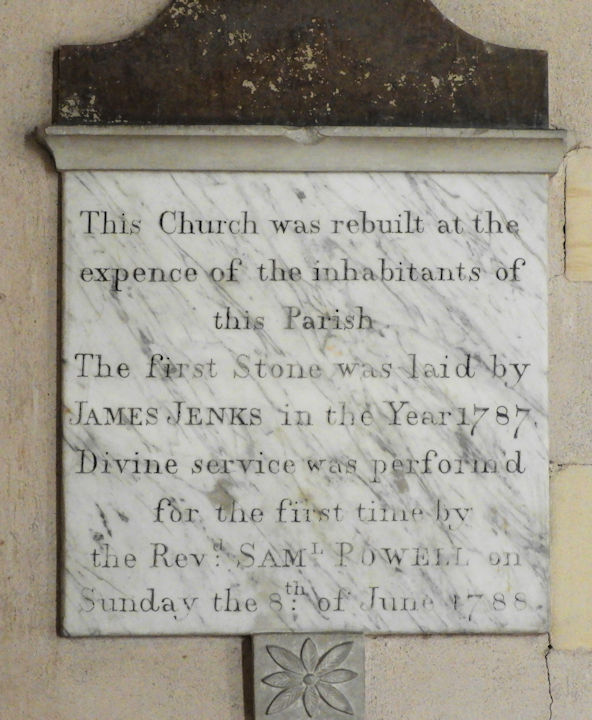 This Church was rebuilt at the
expence of the inhabitants of
this Parish.
The first Stone was laid by
JAMES JENKS in the Year 1787.
Divine service was perform'd
for the first time by
the Revᵈ. SAMᴸ POWELL on
Sunday the 8ᵗʰ. of June 1788.